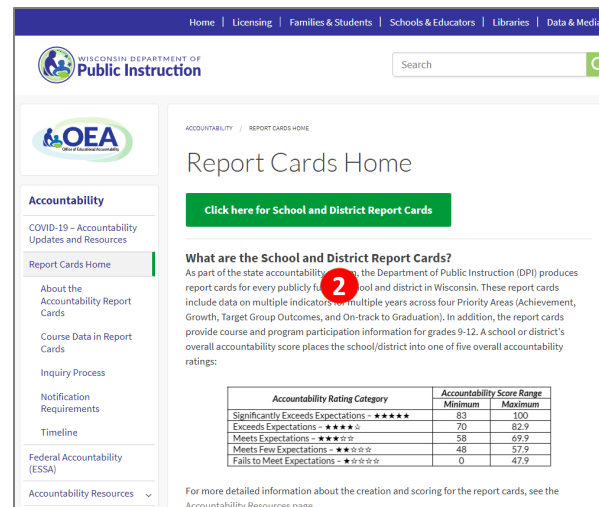 Home | Licensing | Families & Students | Schools & Educators | Libraries | Data & Media
WISCONSIN DEPARTMENT OF
Public Instruction
Search
OEA
Office of Educational Accountability
ACCOUNTABILITY / REPORT CARDS HOME
Report Cards Home
Click here for School and District Report Cards
Accountability
COVID-19 – Accountability
Updates and Resources
Report Cards Home
About the
Accountability Report
Cards
Course Data in Report
Cards
Inquiry Process
Notification
Requirements
Timeline
Federal Accountability
(ESSA)
Accountability Resources
What are the School and District Report Cards?
As part of the state accountability, the Department of Public Instruction (DPI) produces
report cards for every publicly 2 school and district in Wisconsin. These report cards
include data on multiple indicators for multiple years across four Priority Areas (Achievement,
Growth, Target Group Outcomes, and On-track to Graduation). In addition, the report cards
provide course and program participation information for grades 9-12. A school or district's
overall accountability score places the school/district into one of five overall accountability
ratings:
Accountability Rating Category Accountability Score Range
Minimum Maximum
Significantly Exceeds Expectations – ★★★★★ 83 100
Exceeds Expectations – ★★★★☆ 70 82.9
Meets Expectations – ★★★☆☆ 58 69.9
Meets Few Expectations – ★★☆☆☆ 48 57.9
Fails to Meet Expectations – ★☆☆☆☆ 0 47.9
For more detailed information about the creation and scoring for the report cards, see the
Accountability Resources page